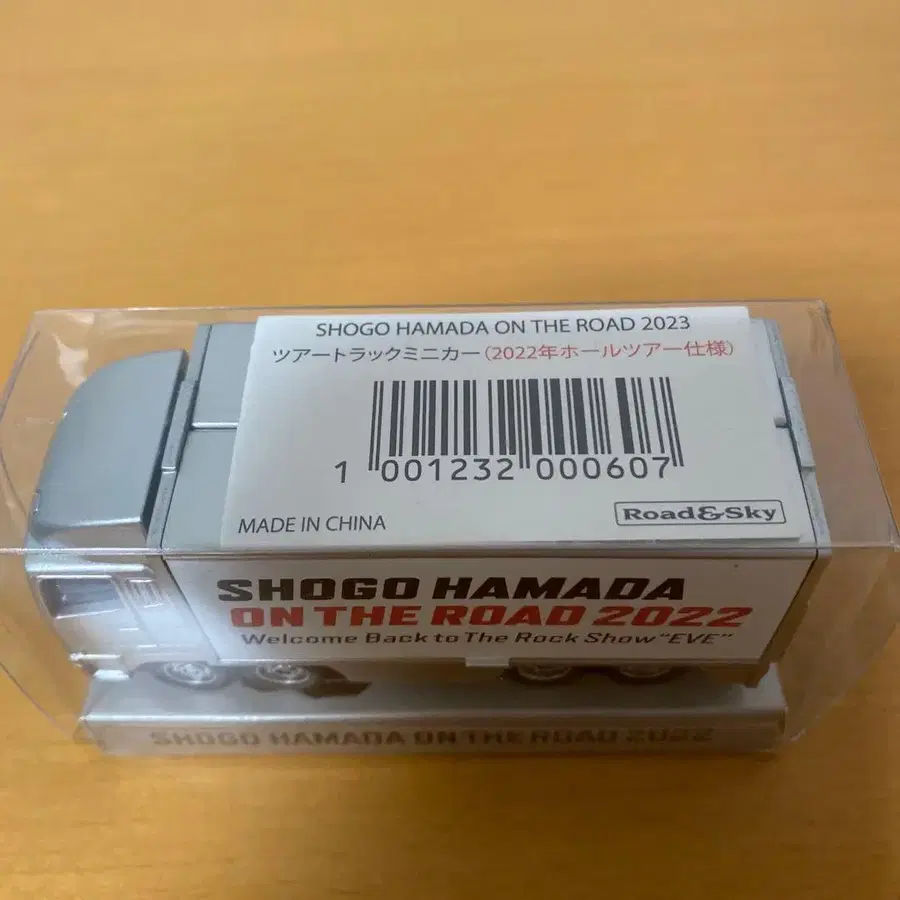 SHOGO HAMADA ON THE ROAD 2023
ツアートラックミニカー(2022年ホールツアー仕様)
1 001232 000607
MADE IN CHINA
Road&Sky
SHOGO HAMADA
ON THE ROAD 2022
Welcome Back to The Rock Show "EVE"
SHOGO HAMADA ON THE ROAD 2022